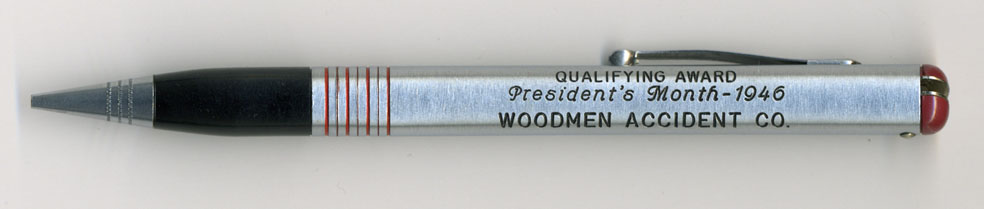 QUALIFYING AWARD
President's Month-1946
WOODMEN ACCIDENT CO.